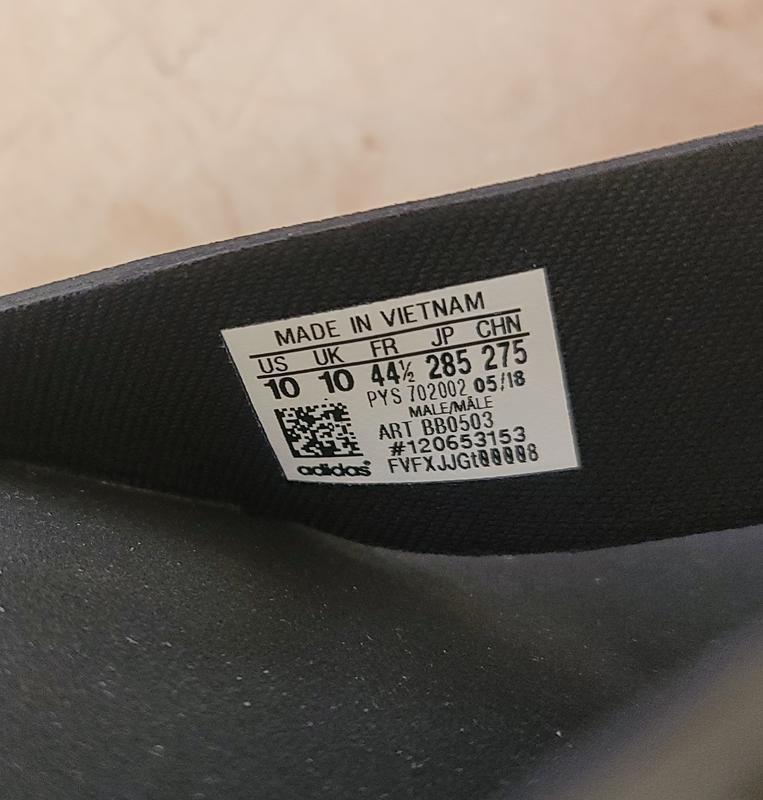 MADE IN VIETNAM
US UK FR JP CHN
10 10 44½ 285 275
PYS 702002 05/18
MALE/MÂLE
ART BB0503
#120653153
adidas FVFXJJGt00008